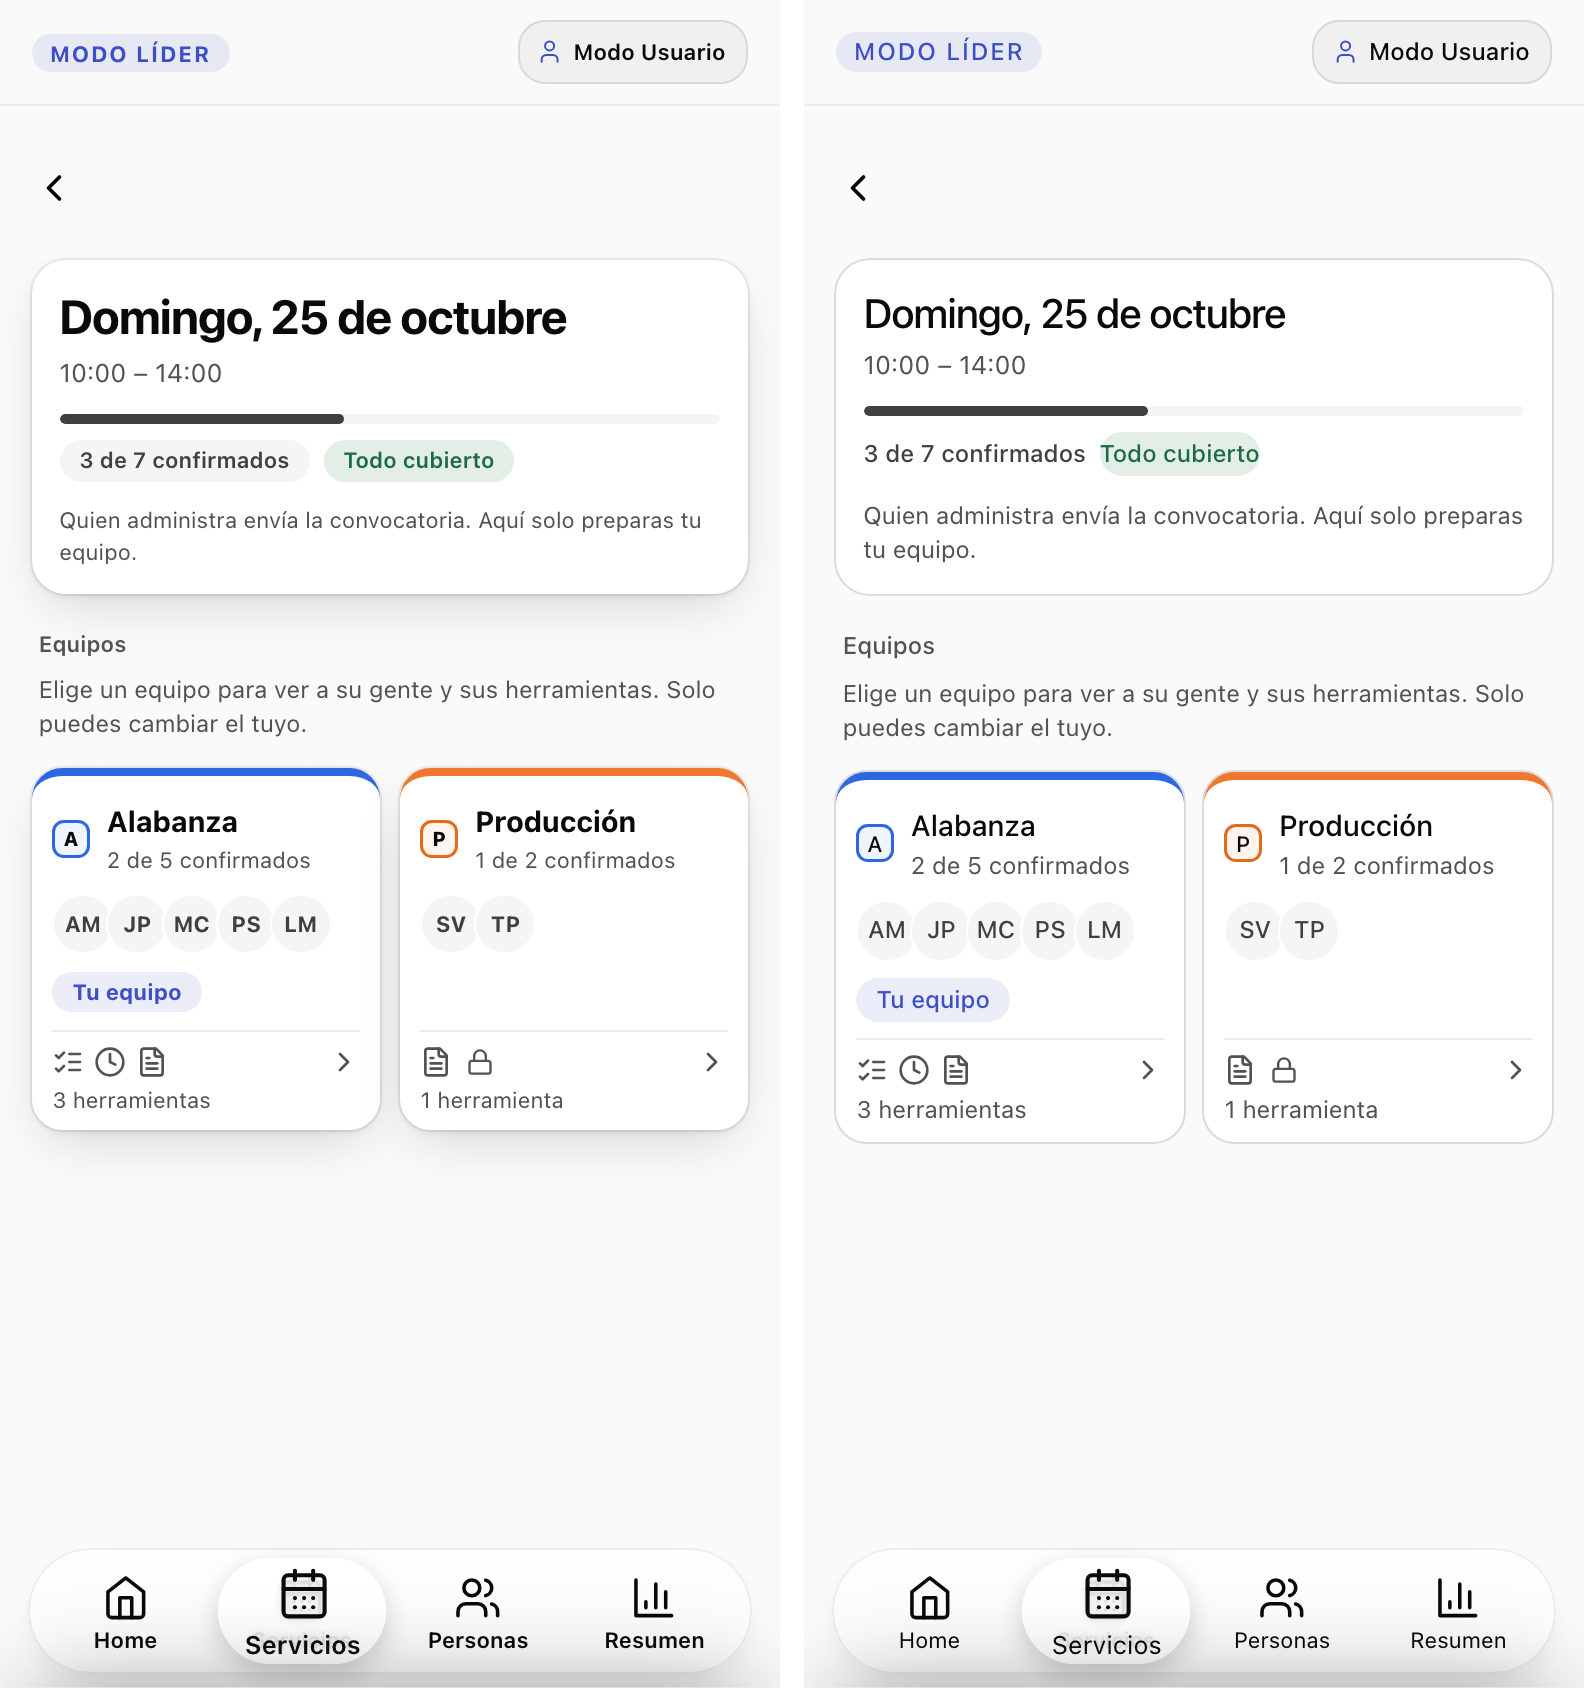 MODO LÍDER
Modo Usuario
Domingo, 25 de octubre
10:00 – 14:00
3 de 7 confirmados
Todo cubierto
Quien administra envía la convocatoria. Aquí solo preparas tu
equipo.
Equipos
Elige un equipo para ver a su gente y sus herramientas. Solo
puedes cambiar el tuyo.
A
Alabanza
2 de 5 confirmados
AM JP MC PS LM
Tu equipo
3 herramientas
P
Producción
1 de 2 confirmados
SV TP
1 herramienta
Home
Servicios
Personas
Resumen
MODO LÍDER
Modo Usuario
Domingo, 25 de octubre
10:00 – 14:00
3 de 7 confirmados
Todo cubierto
Quien administra envía la convocatoria. Aquí solo preparas
tu equipo.
Equipos
Elige un equipo para ver a su gente y sus herramientas. Solo
puedes cambiar el tuyo.
A
Alabanza
2 de 5 confirmados
AM JP MC PS LM
Tu equipo
3 herramientas
P
Producción
1 de 2 confirmados
SV TP
1 herramienta
Home
Servicios
Personas
Resumen